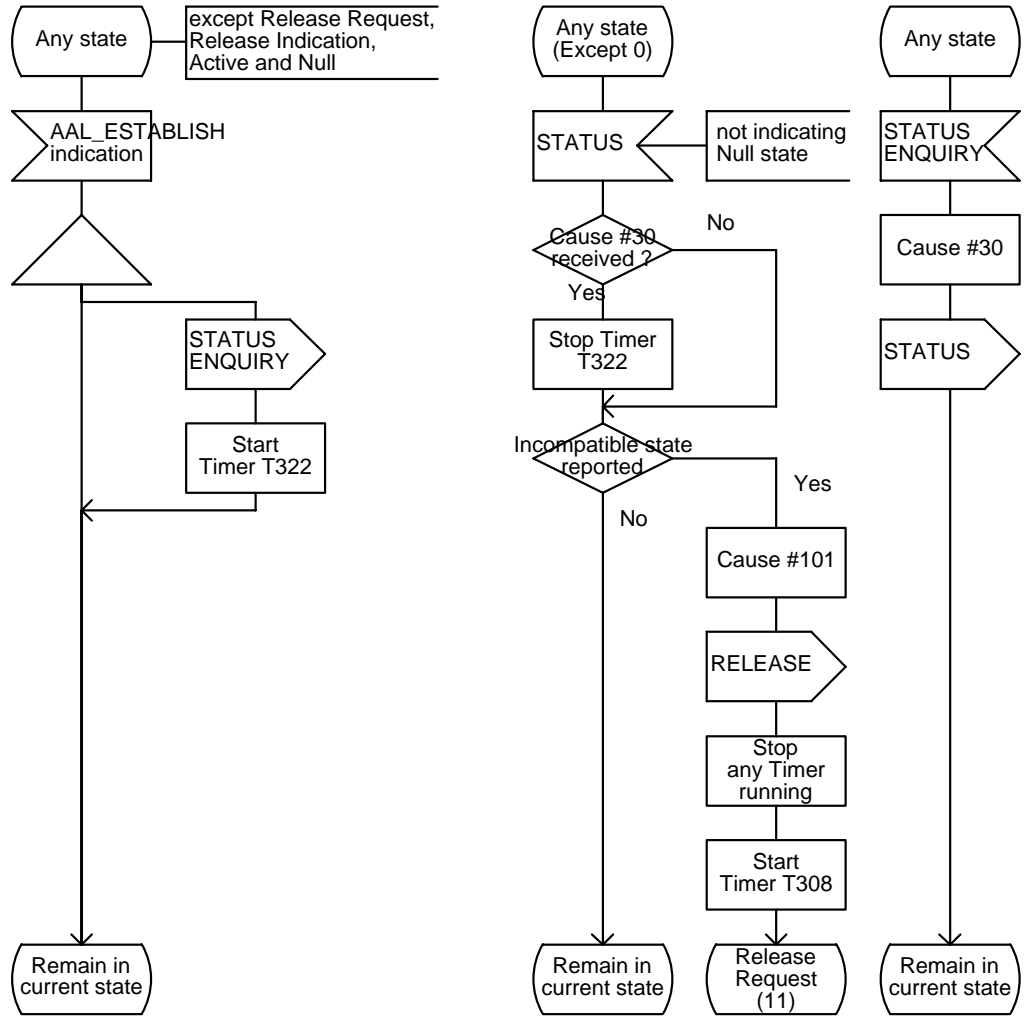 Any state
except Release Request,
Release Indication,
Active and Null
AAL_ESTABLISH
indication
STATUS
ENQUIRY
Start
Timer T322
Remain in
current state
Any state
(Except 0)
STATUS
not indicating
Null state
Cause #30
received ?
No
Yes
Stop Timer
T322
Incompatible state
reported
Yes
No
Cause #101
RELEASE
Stop
any Timer
running
Start
Timer T308
Remain in
current state
Release
Request
(11)
Any state
STATUS
ENQUIRY
Cause #30
STATUS
Remain in
current state